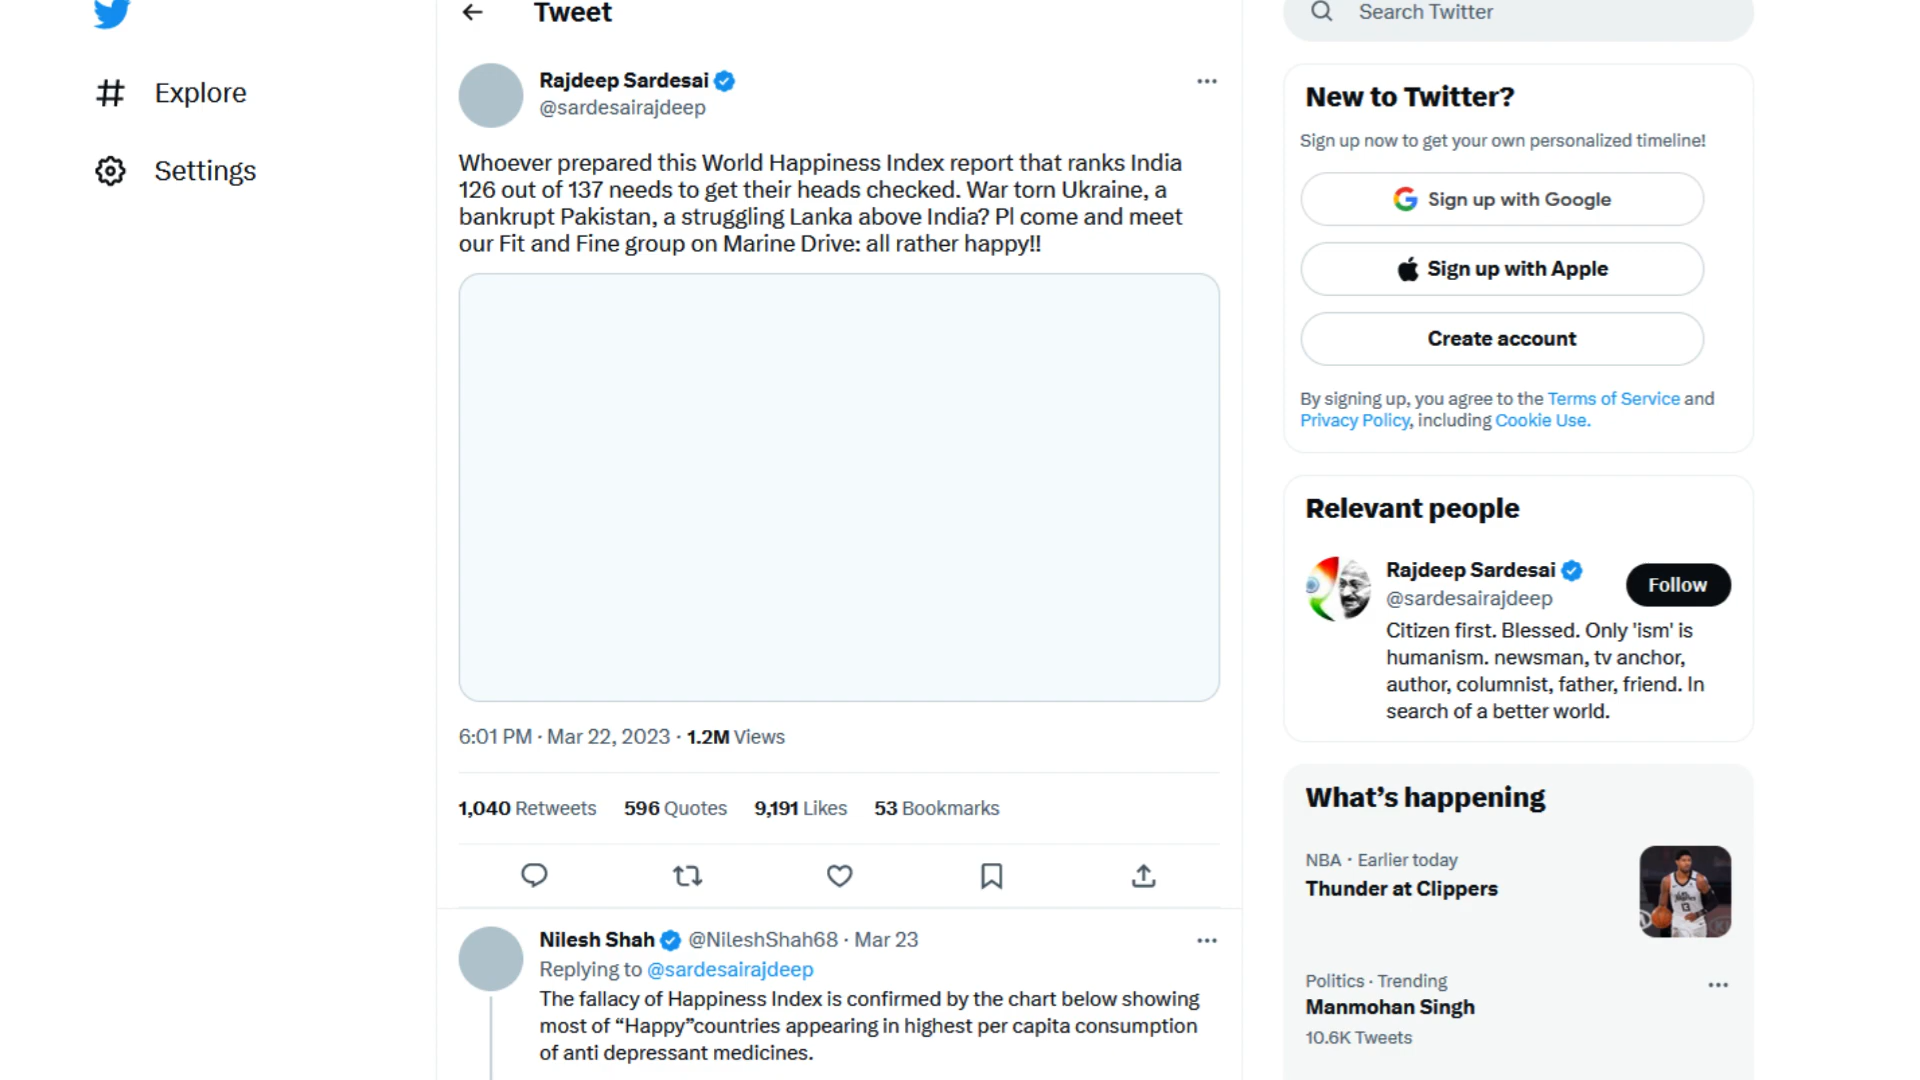 Tweet
Search Twitter
Explore
Settings
Rajdeep Sardesai
@sardesairajdeep
Whoever prepared this World Happiness Index report that ranks India
126 out of 137 needs to get their heads checked. War torn Ukraine, a
bankrupt Pakistan, a struggling Lanka above India? Pl come and meet
our Fit and Fine group on Marine Drive: all rather happy!!
6:01 PM · Mar 22, 2023 · 1.2M Views
1,040 Retweets 596 Quotes 9,191 Likes 53 Bookmarks
Nilesh Shah @NileshShah68 · Mar 23
Replying to @sardesairajdeep
The fallacy of Happiness Index is confirmed by the chart below showing
most of “Happy”countries appearing in highest per capita consumption
of anti depressant medicines.
New to Twitter?
Sign up now to get your own personalized timeline!
Sign up with Google
Sign up with Apple
Create account
By signing up, you agree to the Terms of Service and
Privacy Policy, including Cookie Use.
Relevant people
Rajdeep Sardesai
@sardesairajdeep
Follow
Citizen first. Blessed. Only 'ism' is
humanism. newsman, tv anchor,
author, columnist, father, friend. In
search of a better world.
What’s happening
NBA · Earlier today
Thunder at Clippers
Politics · Trending
Manmohan Singh
10.6K Tweets